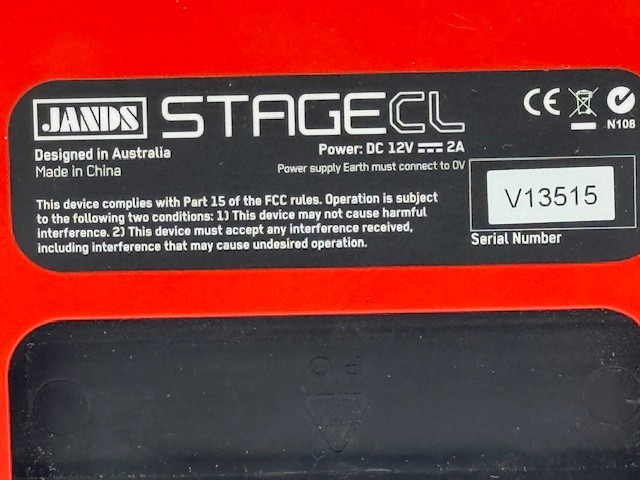 JANDS STAGECL
CE N108
Designed in Australia
Made in China
Power: DC 12V 2A
Power supply Earth must connect to 0V
This device complies with Part 15 of the FCC rules. Operation is subject
to the following two conditions: 1) This device may not cause harmful
interference. 2) This device must accept any interference received,
including interference that may cause undesired operation.
V13515
Serial Number